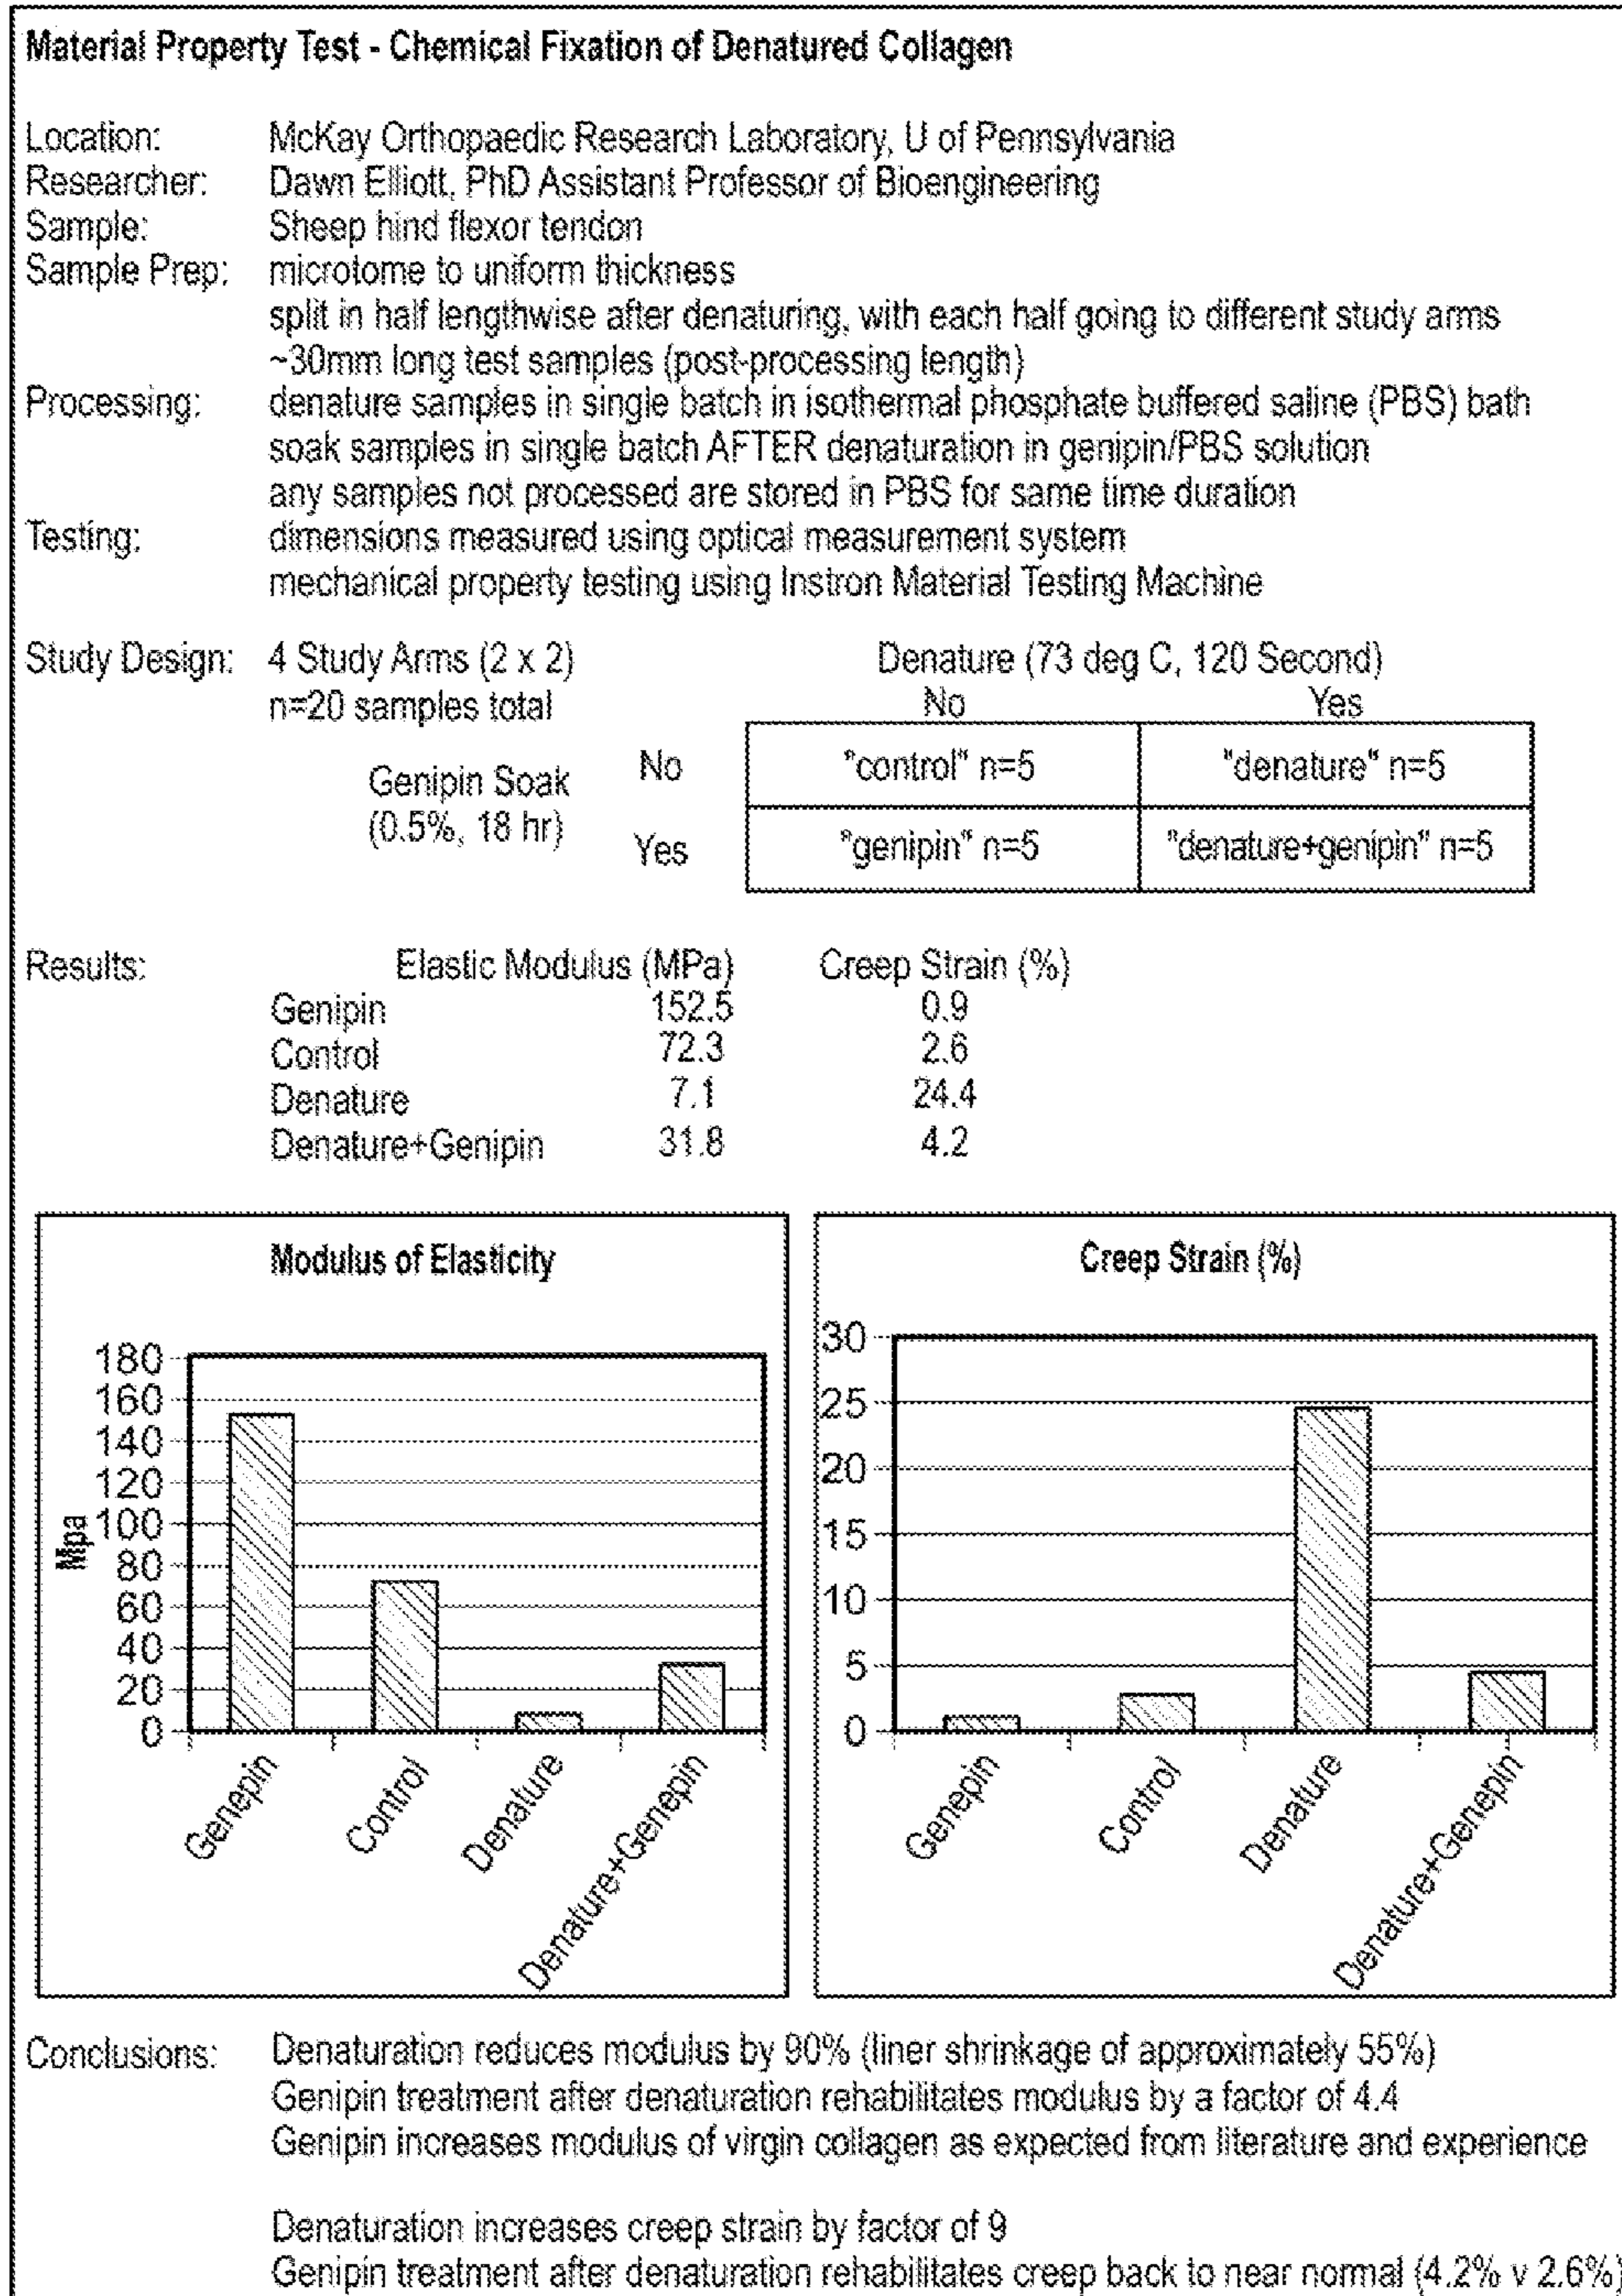 Material Property Test - Chemical Fixation of Denatured Collagen
Location: McKay Orthopaedic Research Laboratory, U of Pennsylvania
Researcher: Dawn Elliott, PhD Assistant Professor of Bioengineering
Sample: Sheep hind flexor tendon
Sample Prep: microtome to uniform thickness
split in half lengthwise after denaturing, with each half going to different study arms
~30mm long test samples (post-processing length)
Processing: denature samples in single batch in isothermal phosphate buffered saline (PBS) bath
soak samples in single batch AFTER denaturation in genipin/PBS solution
any samples not processed are stored in PBS for same time duration
Testing: dimensions measured using optical measurement system
mechanical property testing using Instron Material Testing Machine
Study Design: 4 Study Arms (2 x 2) Denature (73 deg C, 120 Second)
n=20 samples total No Yes
Genipin Soak No "control" n=5 "denature" n=5
(0.5%, 18 hr) Yes "genipin" n=5 "denature+genipin" n=5
Results: Elastic Modulus (MPa) Creep Strain (%)
Genipin 152.5 0.9
Control 72.3 2.6
Denature 7.1 24.4
Denature+Genipin 31.8 4.2
Modulus of Elasticity
180
160
140
120
100
80
60
40
20
0
Mpa
Genepin
Control
Denature
Denature+Genepin
Creep Strain (%)
30
25
20
15
10
5
0
Genepin
Control
Denature
Denature+Genepin
Conclusions: Denaturation reduces modulus by 90% (liner shrinkage of approximately 55%)
Genipin treatment after denaturation rehabilitates modulus by a factor of 4.4
Genipin increases modulus of virgin collagen as expected from literature and experience
Denaturation increases creep strain by factor of 9
Genipin treatment after denaturation rehabilitates creep back to near normal (4.2% v 2.6%)